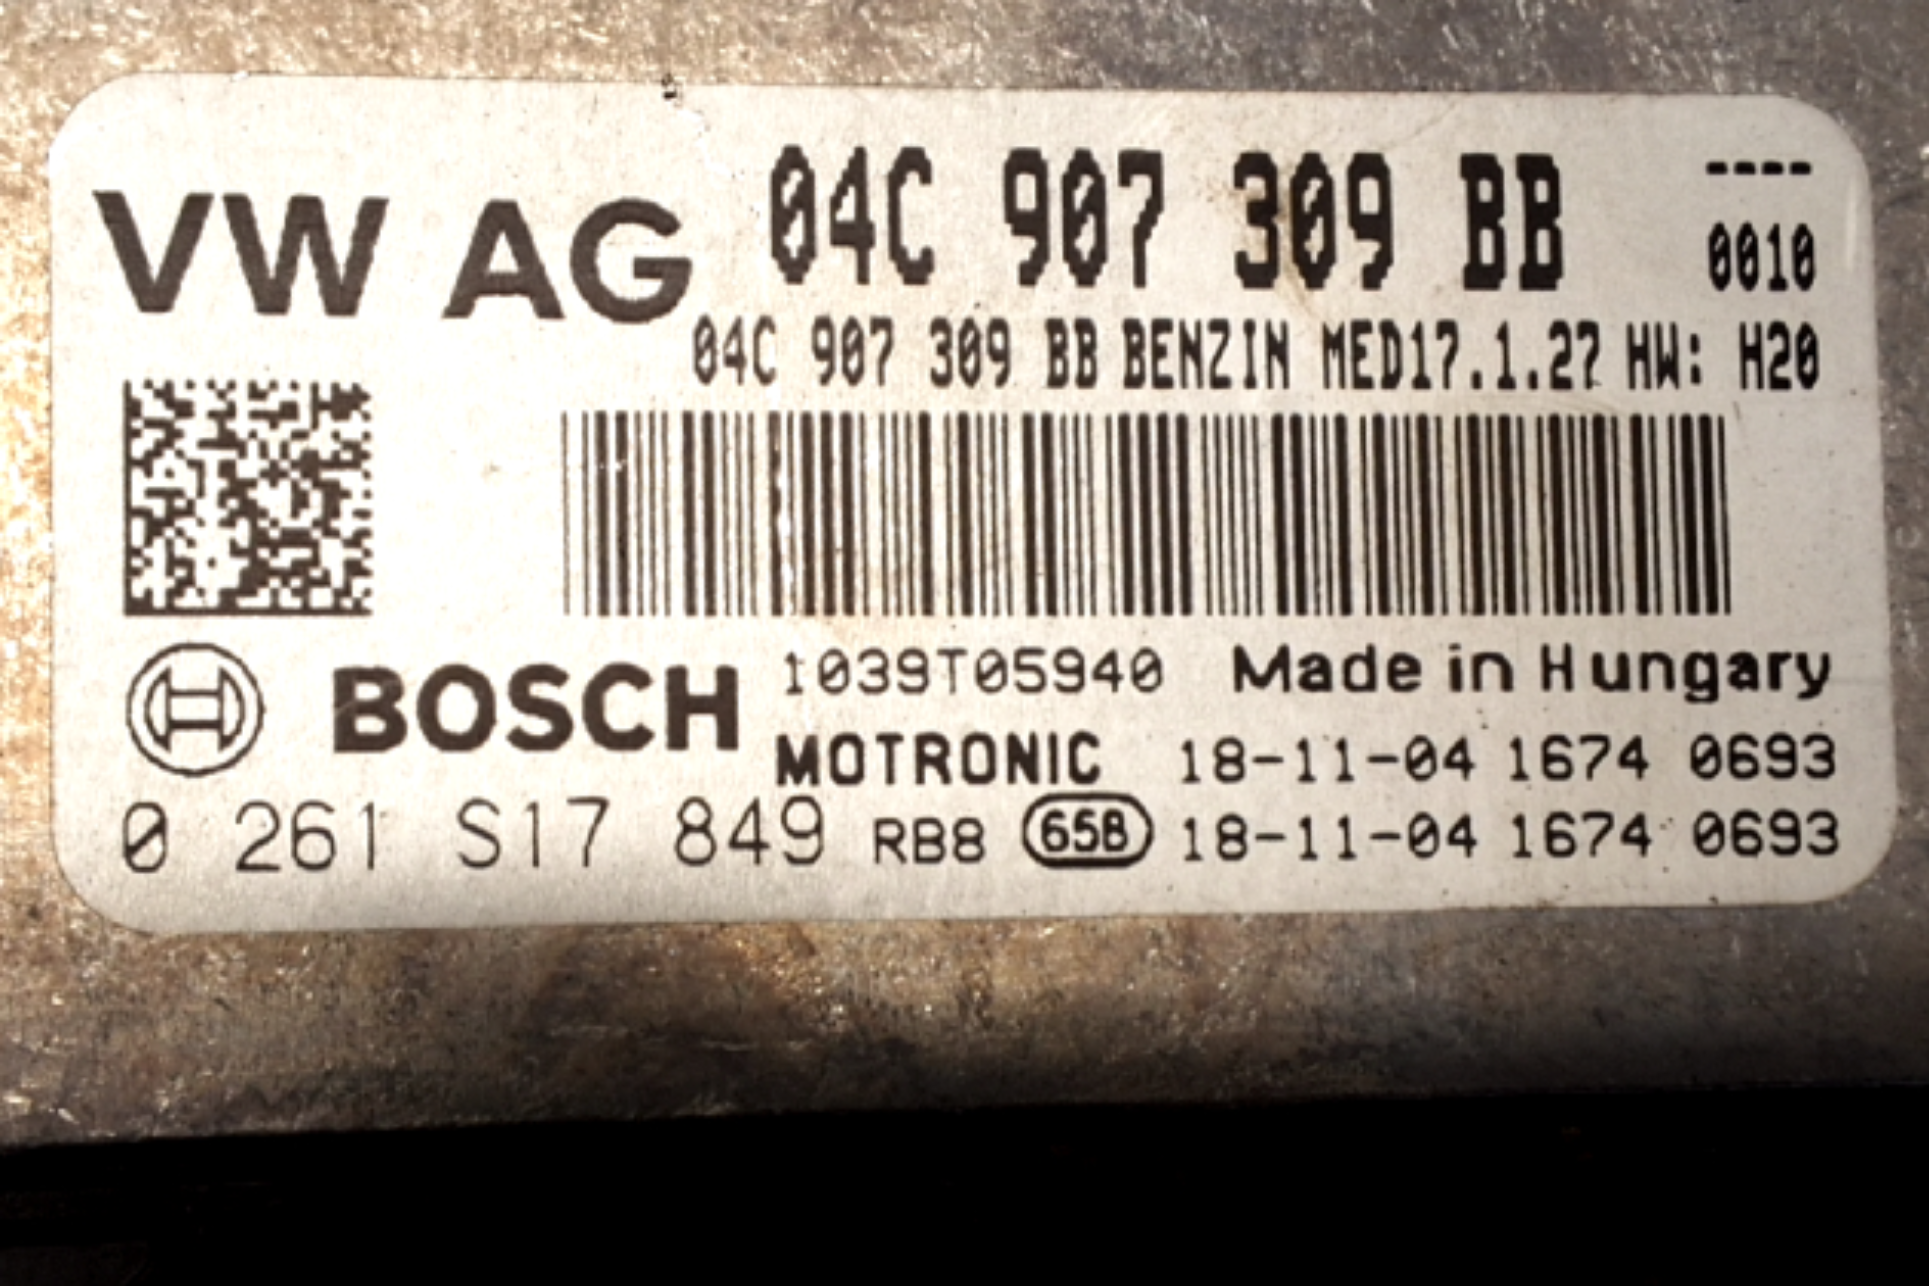 VW AG 04C 907 309 BB ----
0010
04C 907 309 BB BENZIN MED17.1.27 HW: H20
BOSCH 1039T05940 Made in Hungary
MOTRONIC 18-11-04 1674 0693
0 261 S17 849 RB8 65B 18-11-04 1674 0693